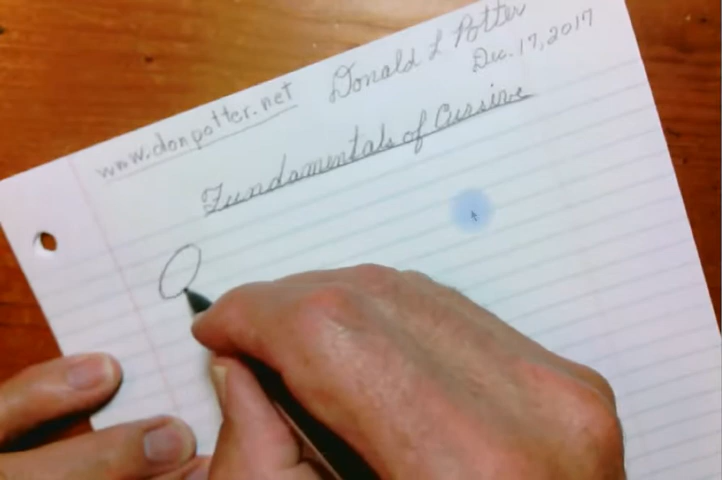 www.donpotter.net Donald L Potter
Dec. 17, 2017
Fundamentals of Cursive